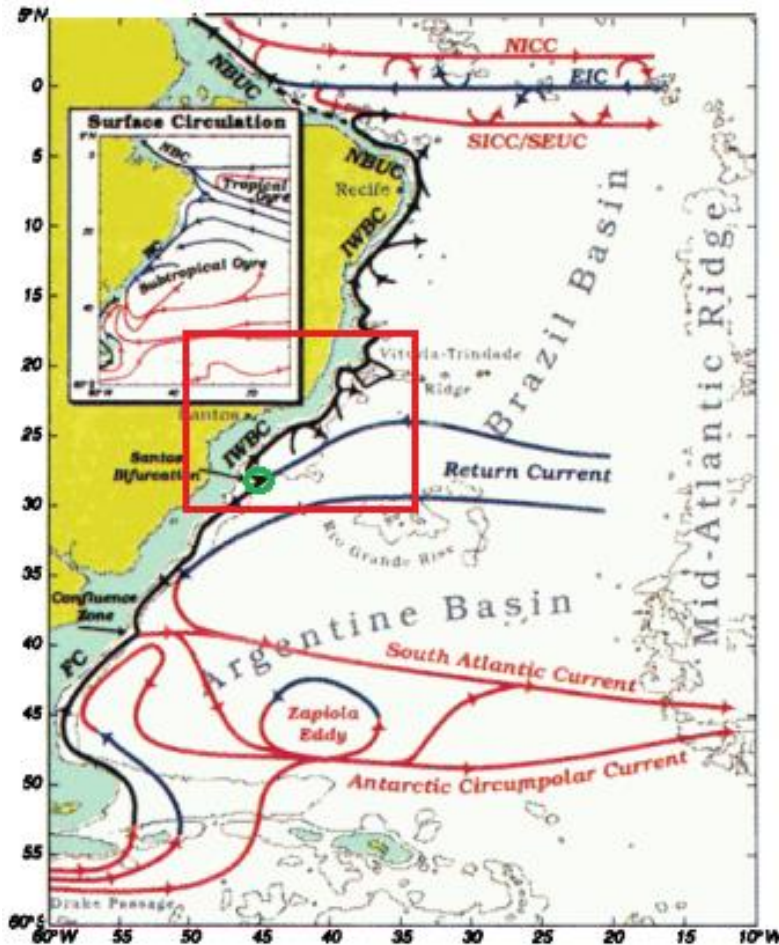 5°N
NICC
NBUC
0
EIC
Surface Circulation
SICC/SEUC
NBC
5
NBUC
Tropical
Gyre
Recife
10
IWBC
BC
Subtropical Gyre
15
Brazil Basin
Mid-Atlantic Ridge
20
Vitoria-Trindade
Ridge
Santos
25
IWBC
Santos
Bifurcation
Return Current
30
Rio Grande Rise
35
Confluence
Zone
Argentine Basin
40
FC
South Atlantic Current
45
Zapiola
Eddy
50
Antarctic Circumpolar Current
55
Drake Passage
60°S
60°W 55 50 45 40 35 30 25 20 15 10°W